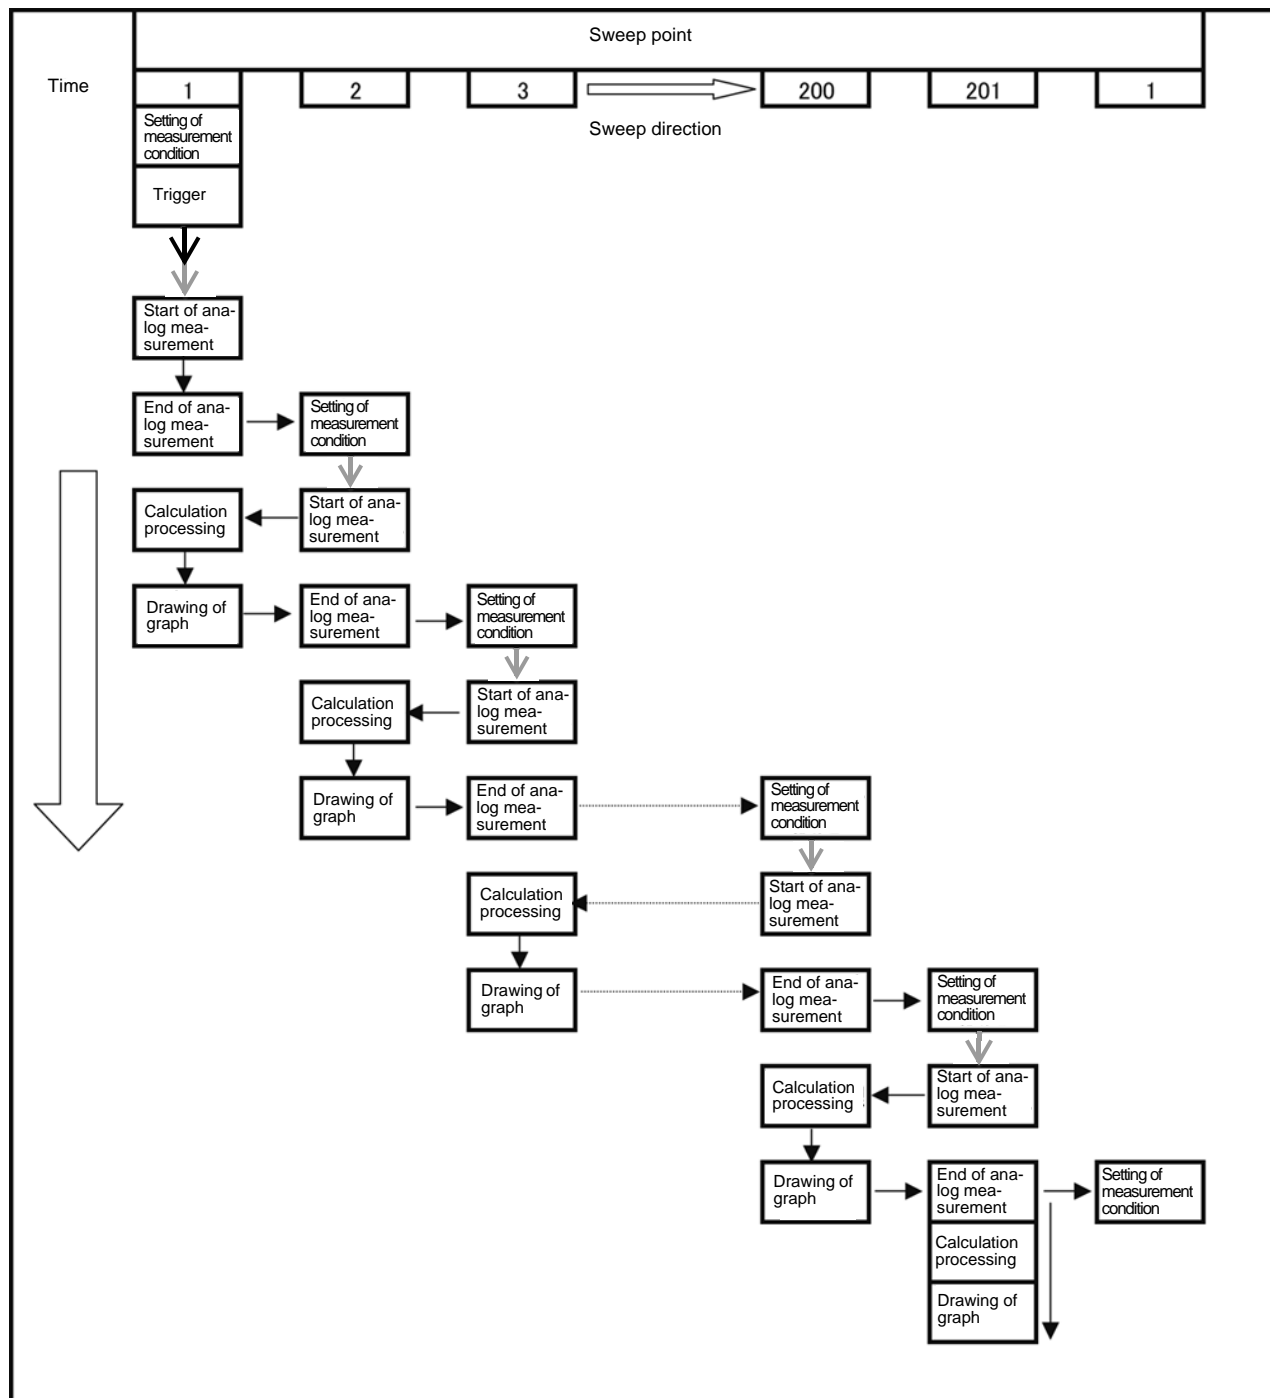 Sweep point
Time
1
2
3
200
201
1
Sweep direction
Setting of
measurement
condition
Trigger
Start of ana-
log mea-
surement
End of ana-
log mea-
surement
Setting of
measurement
condition
Calculation
processing
Start of ana-
log mea-
surement
Drawing of
graph
End of ana-
log mea-
surement
Setting of
measurement
condition
Calculation
processing
Start of ana-
log mea-
surement
Drawing of
graph
End of ana-
log mea-
surement
Setting of
measurement
condition
Calculation
processing
Start of ana-
log mea-
surement
Drawing of
graph
End of ana-
log mea-
surement
Setting of
measurement
condition
Calculation
processing
Start of ana-
log mea-
surement
Drawing of
graph
End of ana-
log mea-
surement
Setting of
measurement
condition
Calculation
processing
Drawing of
graph